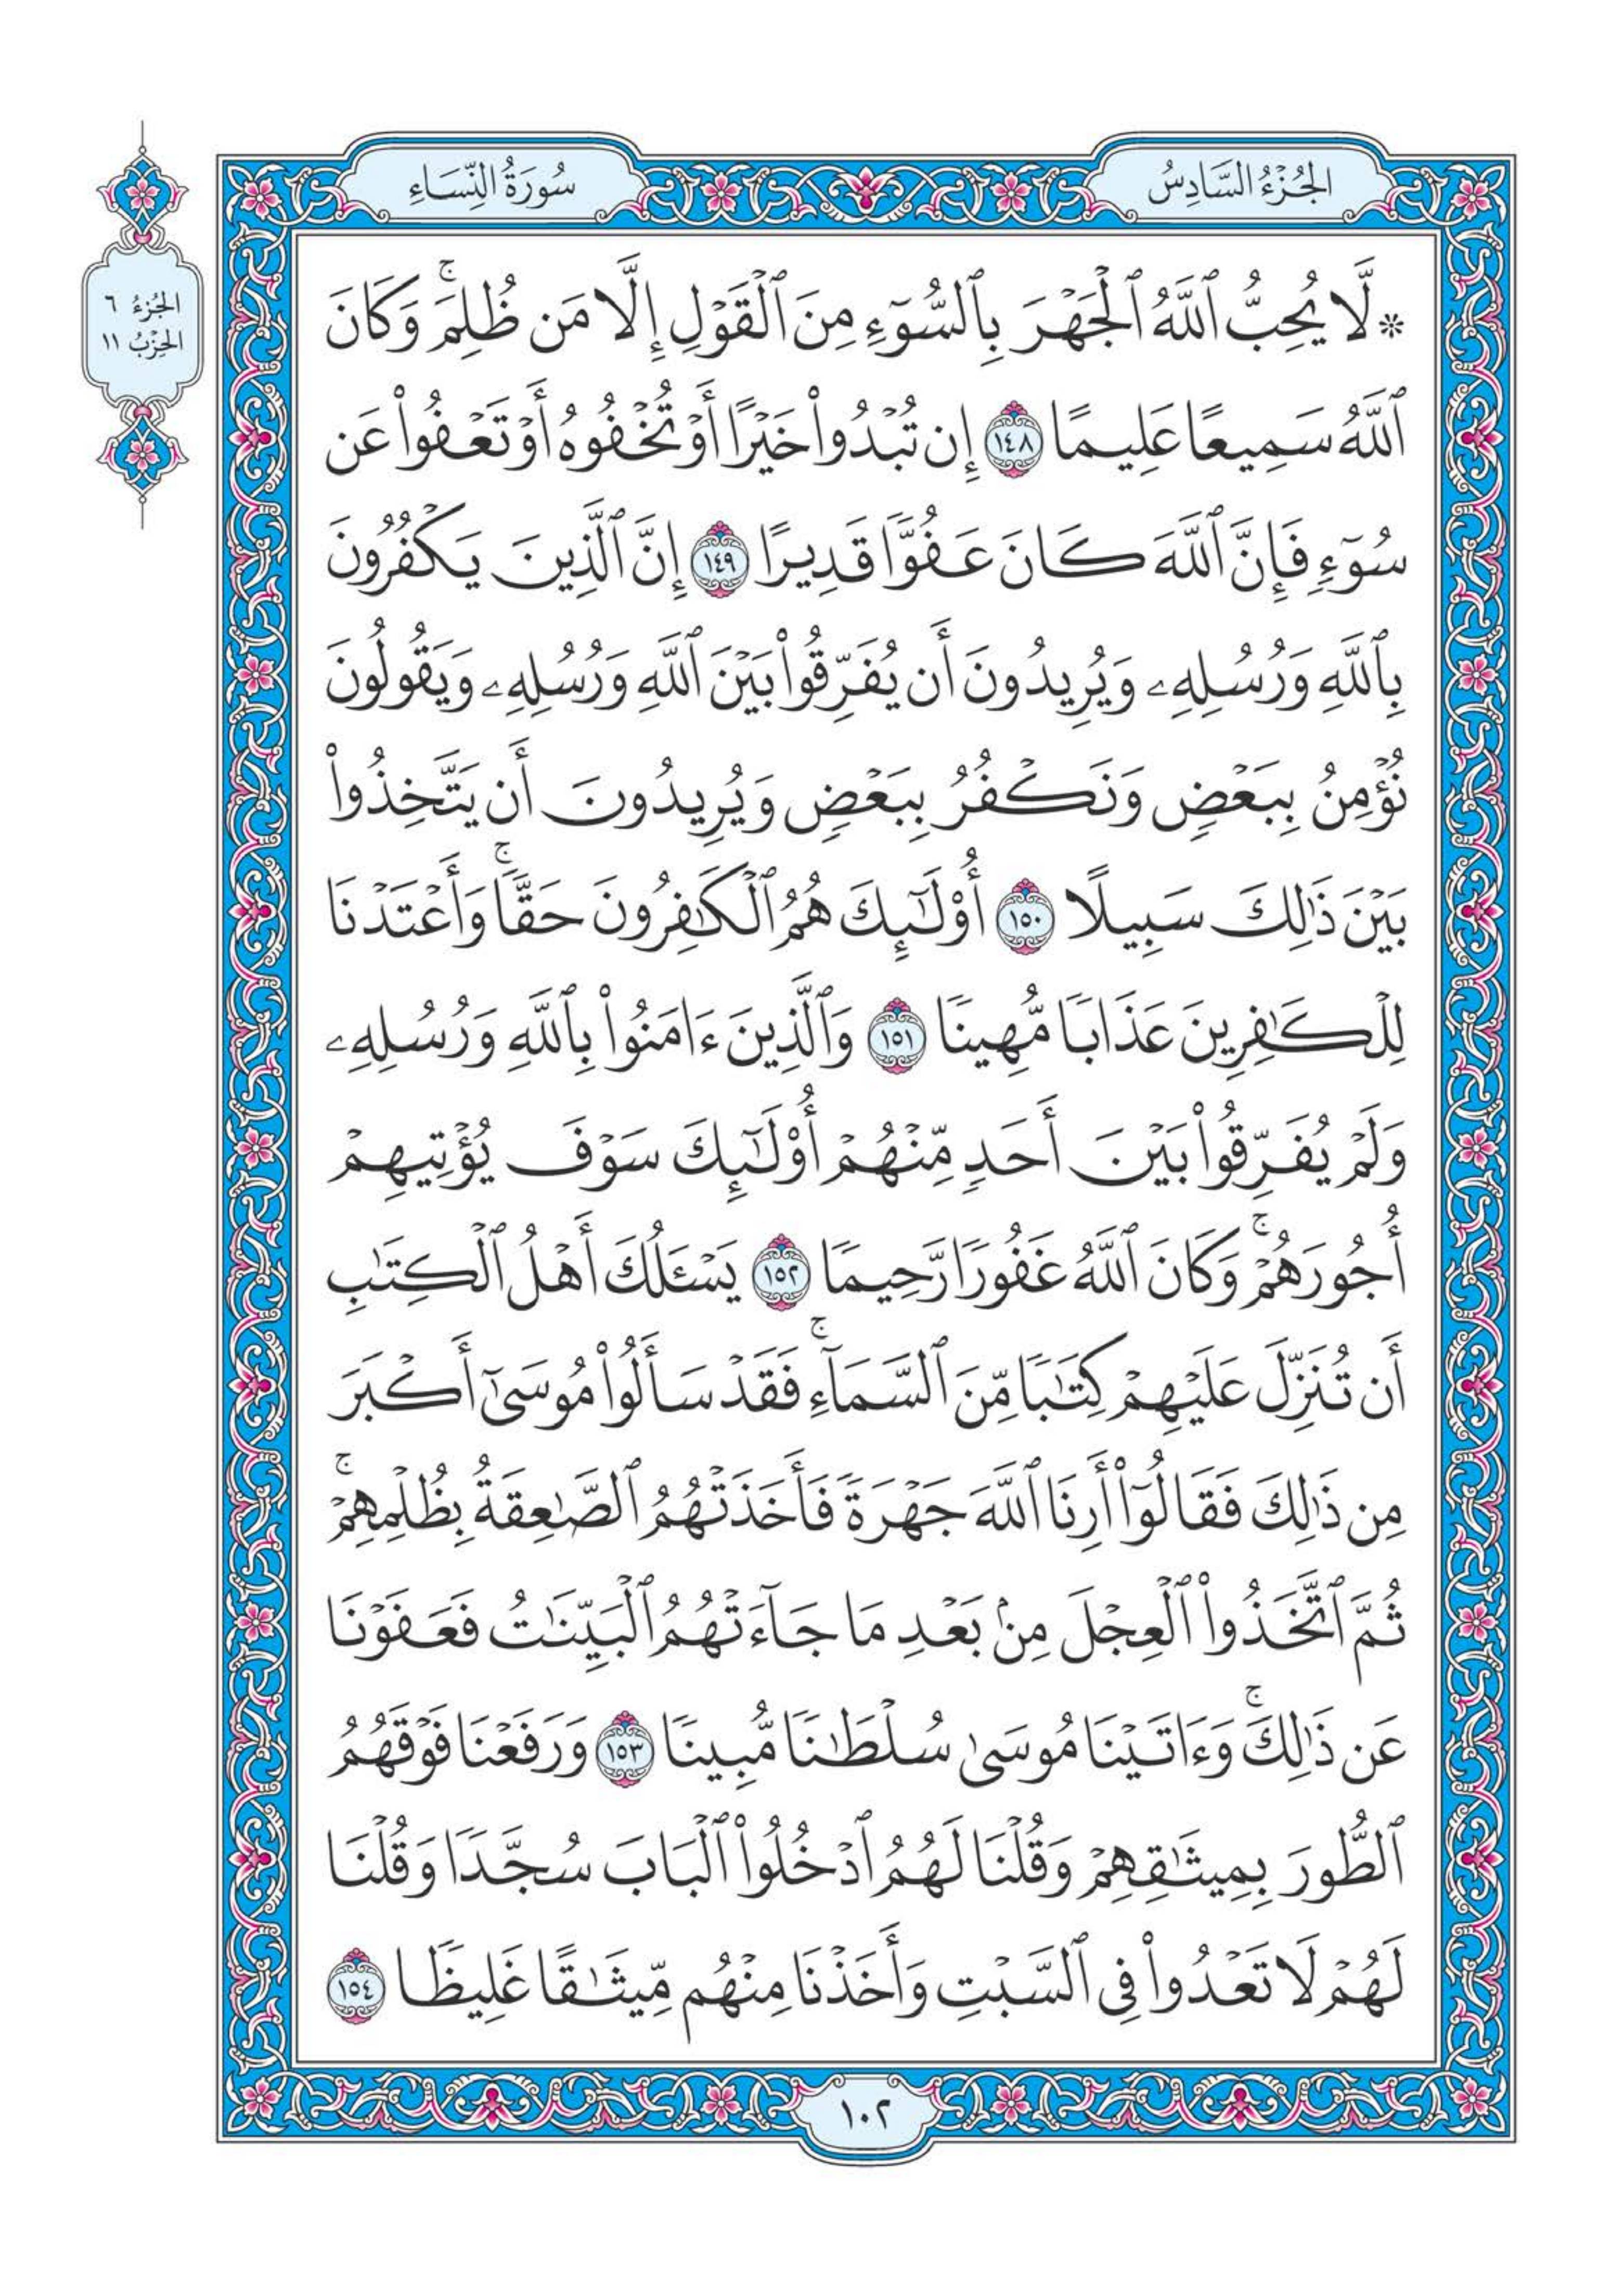 الجُزْءُ السَّادِسُ
سُورَةُ النِّسَاءِ
الجُزءُ ٦
الحِزْبُ ١١
۞ لَّا يُحِبُّ ٱللَّهُ ٱلْجَهْرَ بِٱلسُّوٓءِ مِنَ ٱلْقَوْلِ إِلَّا مَن ظُلِمَۚ وَكَانَ
ٱللَّهُ سَمِيعًا عَلِيمًا ١٤٨ إِن تُبْدُوا۟ خَيْرًا أَوْ تُخْفُوهُ أَوْ تَعْفُوا۟ عَن
سُوٓءٍ فَإِنَّ ٱللَّهَ كَانَ عَفُوًّا قَدِيرًا ١٤٩ إِنَّ ٱلَّذِينَ يَكْفُرُونَ
بِٱللَّهِ وَرُسُلِهِۦ وَيُرِيدُونَ أَن يُفَرِّقُوا۟ بَيْنَ ٱللَّهِ وَرُسُلِهِۦ وَيَقُولُونَ
نُؤْمِنُ بِبَعْضٍ وَنَكْفُرُ بِبَعْضٍ وَيُرِيدُونَ أَن يَتَّخِذُوا۟
بَيْنَ ذَٰلِكَ سَبِيلًا ١٥٠ أُو۟لَٰٓئِكَ هُمُ ٱلْكَٰفِرُونَ حَقًّاۚ وَأَعْتَدْنَا
لِلْكَٰفِرِينَ عَذَابًا مُّهِينًا ١٥١ وَٱلَّذِينَ ءَامَنُوا۟ بِٱللَّهِ وَرُسُلِهِۦ
وَلَمْ يُفَرِّقُوا۟ بَيْنَ أَحَدٍ مِّنْهُمْ أُو۟لَٰٓئِكَ سَوْفَ يُؤْتِيهِمْ
أُجُورَهُمْۚ وَكَانَ ٱللَّهُ غَفُورًا رَّحِيمًا ١٥٢ يَسْـَٔلُكَ أَهْلُ ٱلْكِتَٰبِ
أَن تُنَزِّلَ عَلَيْهِمْ كِتَٰبًا مِّنَ ٱلسَّمَآءِۚ فَقَدْ سَأَلُوا۟ مُوسَىٰٓ أَكْبَرَ
مِن ذَٰلِكَ فَقَالُوٓا۟ أَرِنَا ٱللَّهَ جَهْرَةً فَأَخَذَتْهُمُ ٱلصَّٰعِقَةُ بِظُلْمِهِمْۚ
ثُمَّ ٱتَّخَذُوا۟ ٱلْعِجْلَ مِنۢ بَعْدِ مَا جَآءَتْهُمُ ٱلْبَيِّنَٰتُ فَعَفَوْنَا
عَن ذَٰلِكَۚ وَءَاتَيْنَا مُوسَىٰ سُلْطَٰنًا مُّبِينًا ١٥٣ وَرَفَعْنَا فَوْقَهُمُ
ٱلطُّورَ بِمِيثَٰقِهِمْ وَقُلْنَا لَهُمُ ٱدْخُلُوا۟ ٱلْبَابَ سُجَّدًا وَقُلْنَا
لَهُمْ لَا تَعْدُوا۟ فِى ٱلسَّبْتِ وَأَخَذْنَا مِنْهُم مِّيثَٰقًا غَلِيظًا ١٥٤
١٠٢